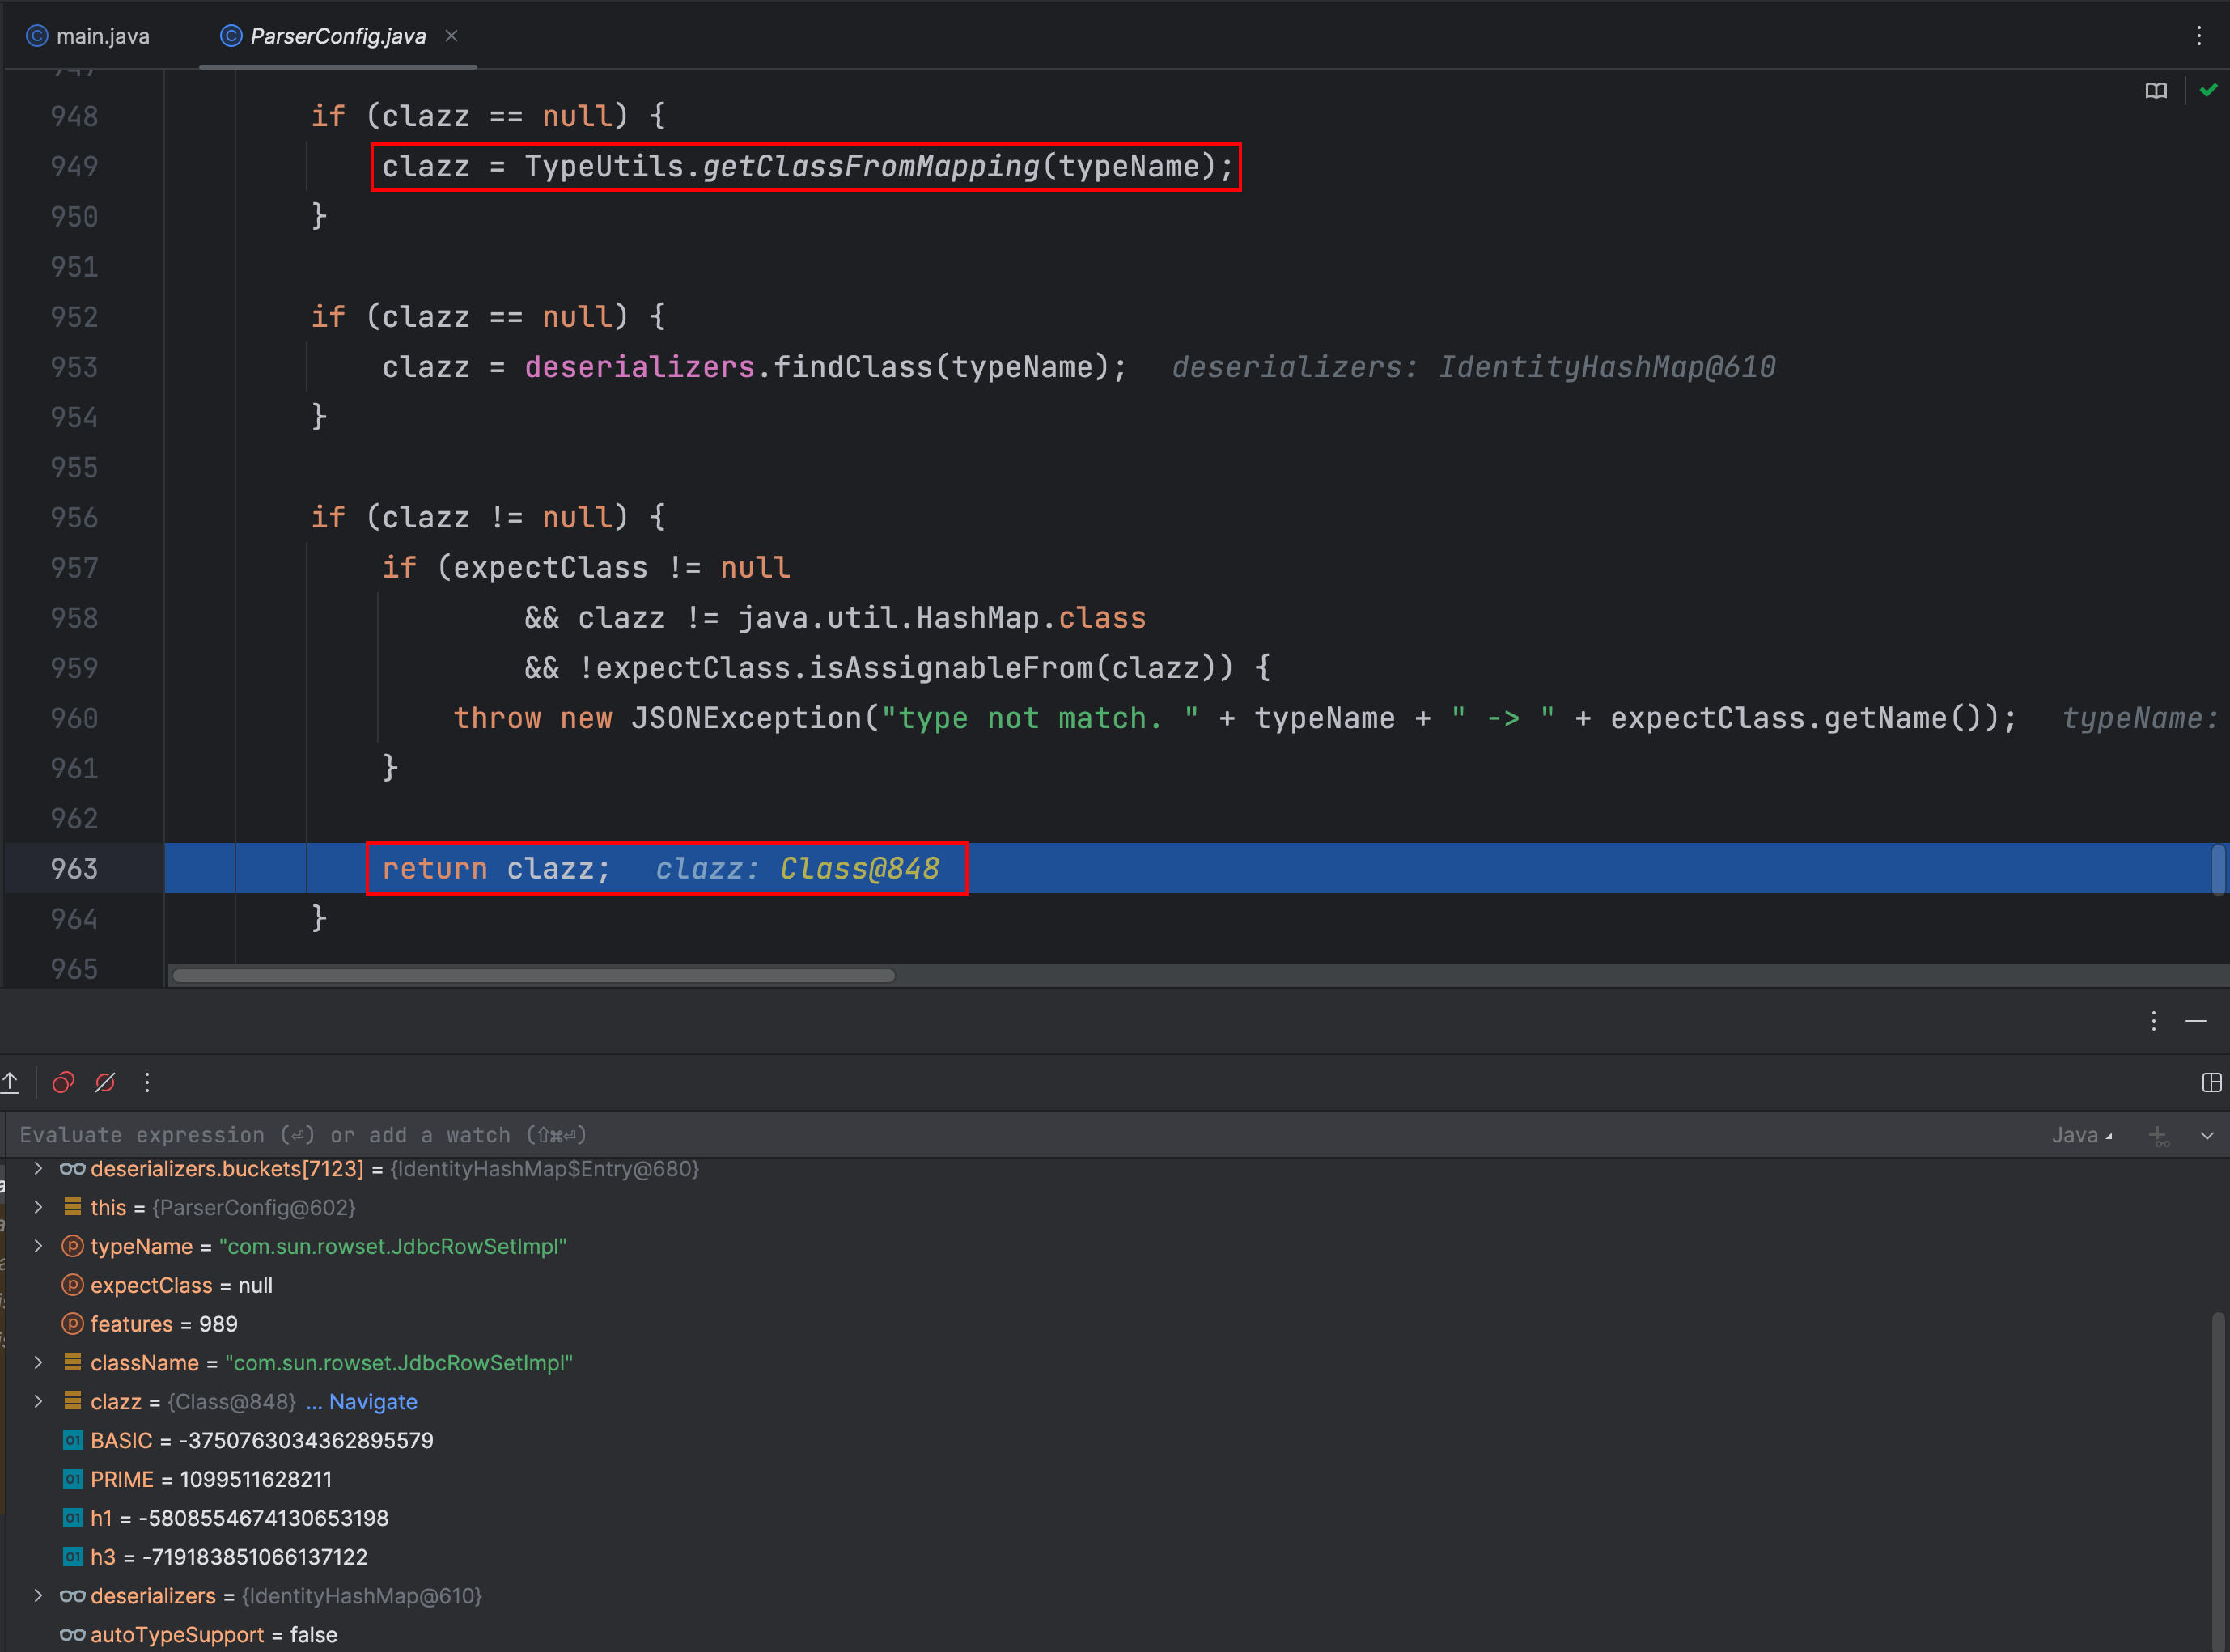 main.java ParserConfig.java
947
948 if (clazz == null) {
949 clazz = TypeUtils.getClassFromMapping(typeName);
950 }
951
952 if (clazz == null) {
953 clazz = deserializers.findClass(typeName); deserializers: IdentityHashMap@610
954 }
955
956 if (clazz != null) {
957 if (expectClass != null
958 && clazz != java.util.HashMap.class
959 && !expectClass.isAssignableFrom(clazz)) {
960 throw new JSONException("type not match. " + typeName + " -> " + expectClass.getName()); typeName:
961 }
962
963 return clazz; clazz: Class@848
964 }
965
Evaluate expression (⏎) or add a watch (⇧⌘⏎) Java
deserializers.buckets[7123] = {IdentityHashMap$Entry@680}
this = {ParserConfig@602}
typeName = "com.sun.rowset.JdbcRowSetImpl"
expectClass = null
features = 989
className = "com.sun.rowset.JdbcRowSetImpl"
clazz = {Class@848} ... Navigate
BASIC = -3750763034362895579
PRIME = 1099511628211
h1 = -5808554674130653198
h3 = -719183851066137122
deserializers = {IdentityHashMap@610}
autoTypeSupport = false